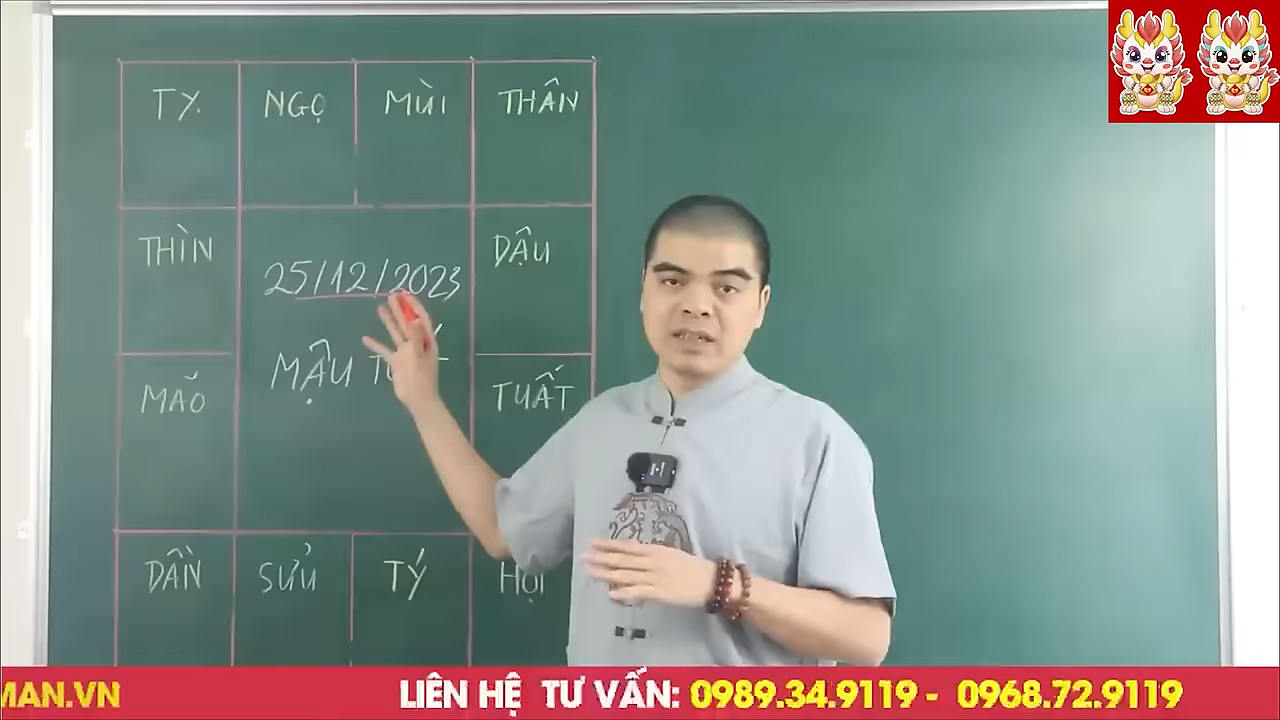 TỴ. NGỌ MÙI THÂN
THÌN DẬU
25/12/2023
MẬU
MÃO TUẤT
DẦN SỬU TÝ HỢI
MAN.VN LIÊN HỆ TƯ VẤN: 0989.34.9119 - 0968.72.9119